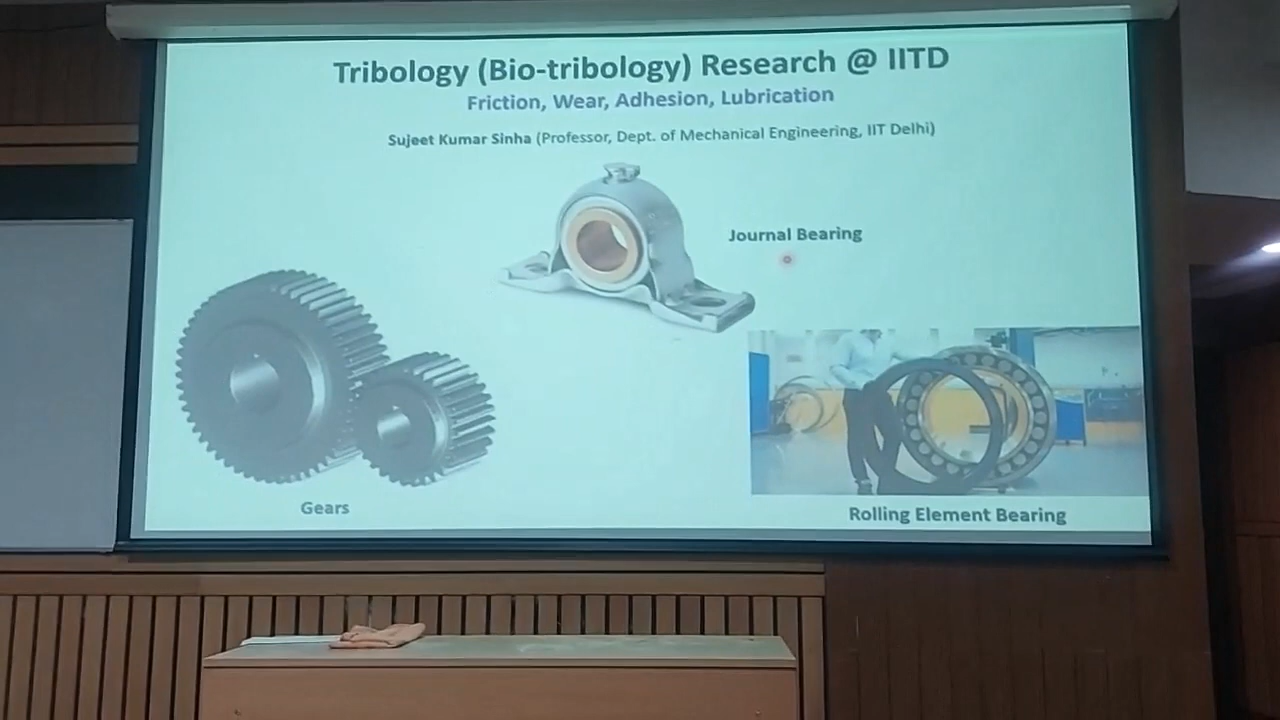 Tribology (Bio-tribology) Research @ IITD
Friction, Wear, Adhesion, Lubrication
Sujeet Kumar Sinha (Professor, Dept. of Mechanical Engineering, IIT Delhi)
Journal Bearing
Gears
Rolling Element Bearing